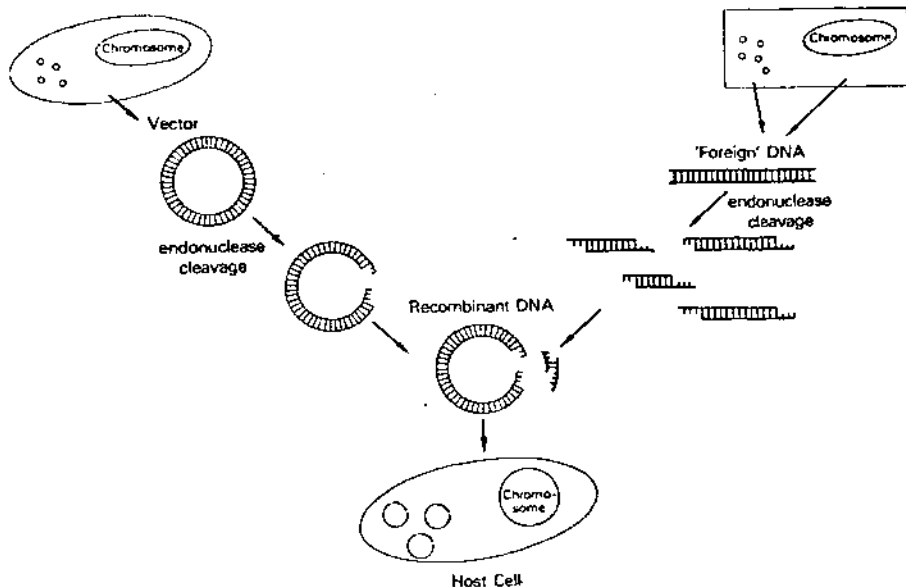 Chromosome
Chromosome
Vector
'Foreign' DNA
endonuclease
cleavage
endonuclease
cleavage
Recombinant DNA
Chromo-
some
Host Cell